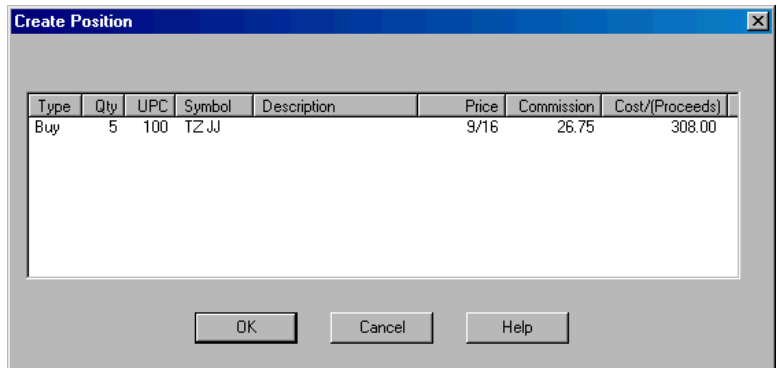 Create Position
Type Qty UPC Symbol Description Price Commission Cost/(Proceeds)
Buy 5 100 TZ JJ 9/16 26.75 308.00
OK Cancel Help